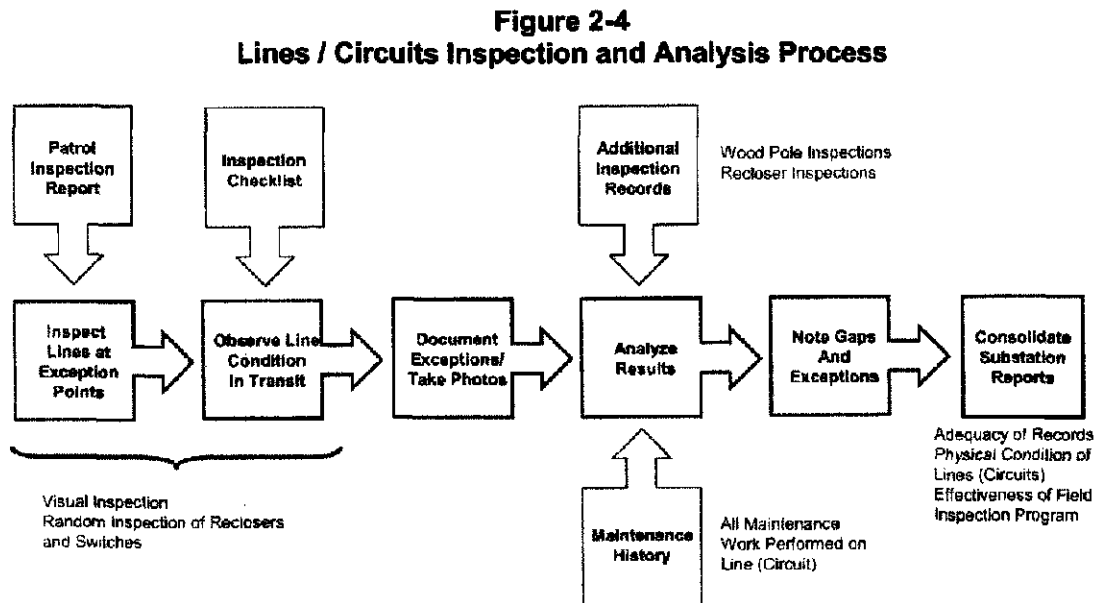 Figure 2-4
Lines / Circuits Inspection and Analysis Process
Patrol
Inspection
Report
Inspection
Checklist
Additional
Inspection
Records
Wood Pole Inspections
Recloser Inspections
Inspect
Lines at
Exception
Points
Observe Line
Condition
In Transit
Document
Exceptions/
Take Photos
Analyze
Results
Note Gaps
And
Exceptions
Consolidate
Substation
Reports
Visual Inspection
Random Inspection of Reclosers
and Switches
Maintenance
History
All Maintenance
Work Performed on
Line (Circuit)
Adequacy of Records
Physical Condition of
Lines (Circuits)
Effectiveness of Field
Inspection Program